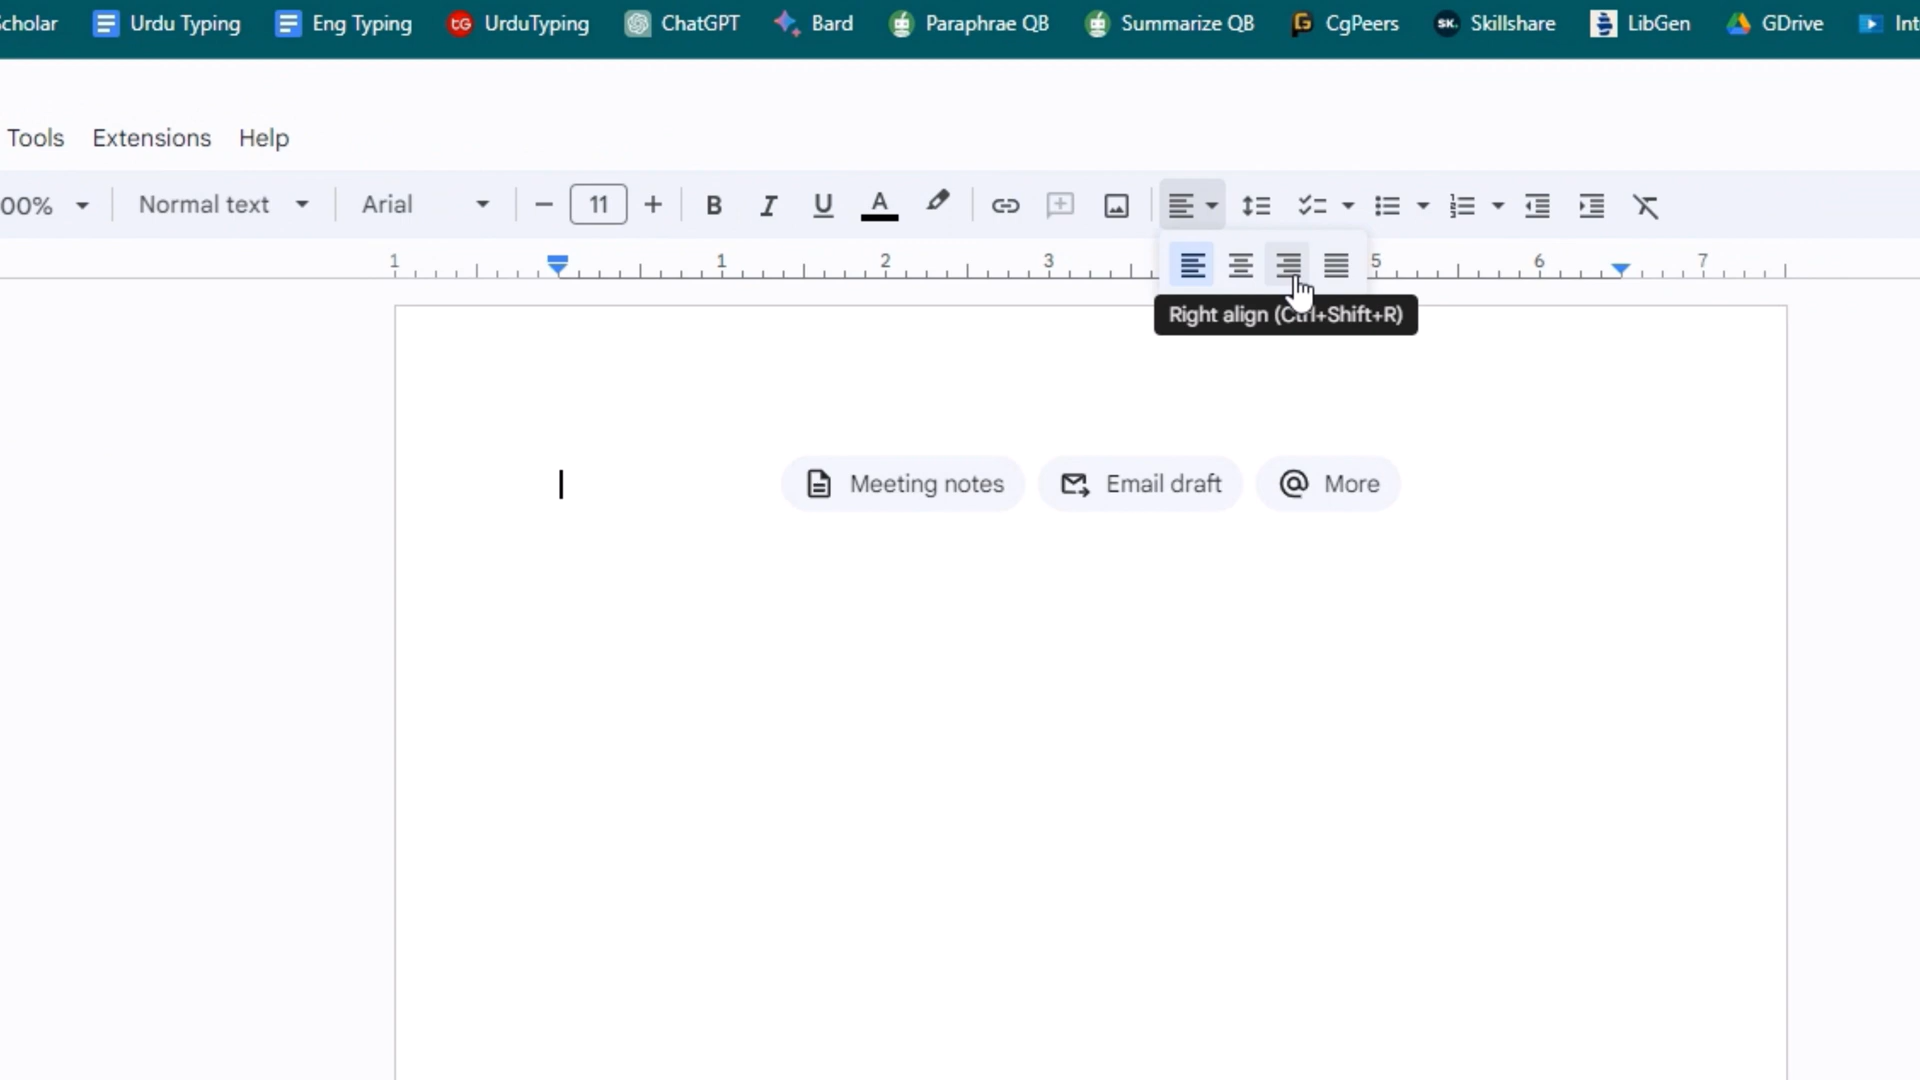 cholar Urdu Typing Eng Typing tG UrduTyping ChatGPT Bard Paraphrae QB Summarize QB G CgPeers SK. Skillshare LibGen GDrive Int
Tools Extensions Help
00% Normal text Arial − 11 + B I U A
1 1 2 3 5 6 7
Right align (Ctrl+Shift+R)
Meeting notes Email draft @ More